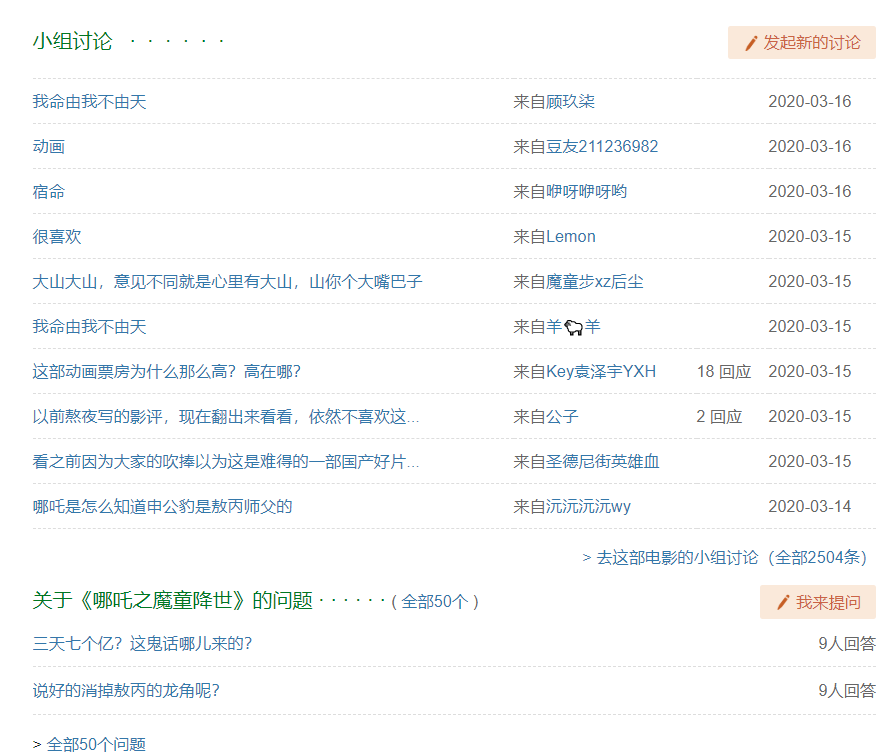 小组讨论 · · · · · · 发起新的讨论
我命由我不由天 来自顾玖柒 2020-03-16
动画 来自豆友211236982 2020-03-16
宿命 来自咿呀咿呀哟 2020-03-16
很喜欢 来自Lemon 2020-03-15
大山大山，意见不同就是心里有大山，山你个大嘴巴子 来自魔童步xz后尘 2020-03-15
我命由我不由天 来自羊🐑羊 2020-03-15
这部动画票房为什么那么高？高在哪？ 来自Key袁泽宇YXH 18 回应 2020-03-15
以前熬夜写的影评，现在翻出来看看，依然不喜欢这... 来自公子 2 回应 2020-03-15
看之前因为大家的吹捧以为这是难得的一部国产好片... 来自圣德尼街英雄血 2020-03-15
哪吒是怎么知道申公豹是敖丙师父的 来自沅沅沅沅wy 2020-03-14
> 去这部电影的小组讨论（全部2504条）
关于《哪吒之魔童降世》的问题 · · · · · · ( 全部50个 ) 我来提问
三天七个亿？这鬼话哪儿来的？ 9人回答
说好的消掉敖丙的龙角呢？ 9人回答
> 全部50个问题